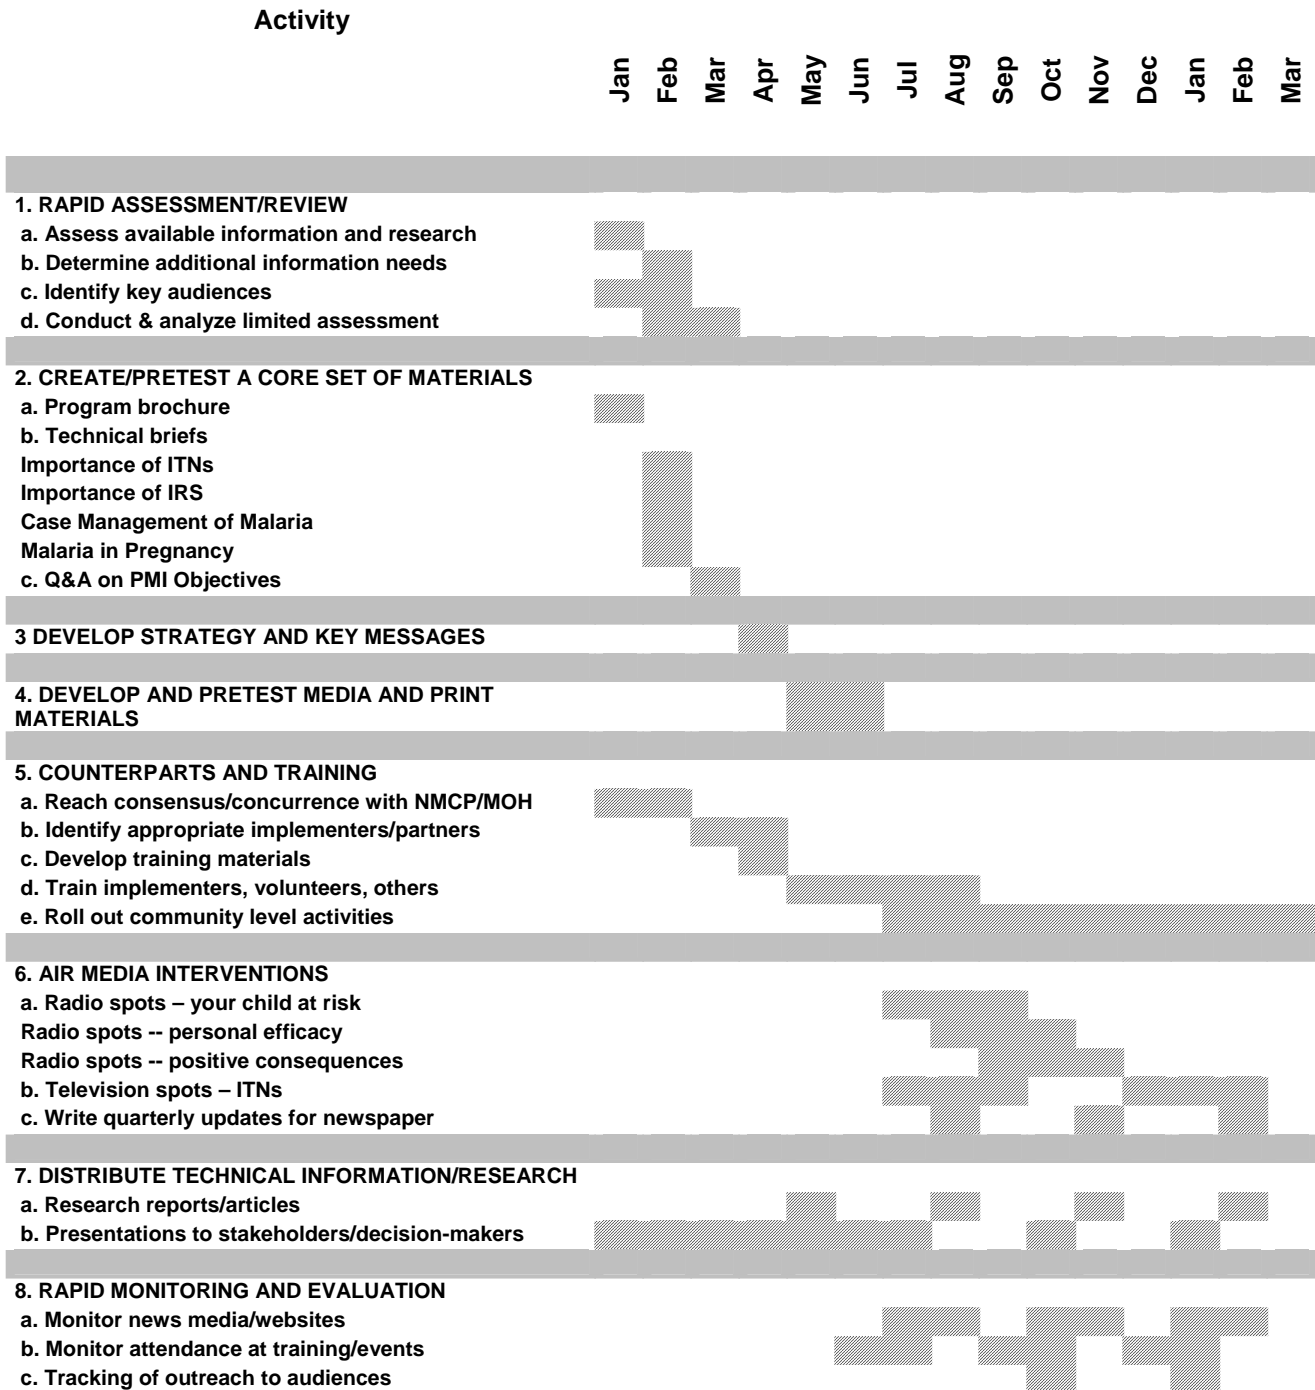 Activity
Jan Feb Mar Apr May Jun Jul Aug Sep Oct Nov Dec Jan Feb Mar
1. RAPID ASSESSMENT/REVIEW
a. Assess available information and research
b. Determine additional information needs
c. Identify key audiences
d. Conduct & analyze limited assessment
2. CREATE/PRETEST A CORE SET OF MATERIALS
a. Program brochure
b. Technical briefs
Importance of ITNs
Importance of IRS
Case Management of Malaria
Malaria in Pregnancy
c. Q&A on PMI Objectives
3 DEVELOP STRATEGY AND KEY MESSAGES
4. DEVELOP AND PRETEST MEDIA AND PRINT
MATERIALS
5. COUNTERPARTS AND TRAINING
a. Reach consensus/concurrence with NMCP/MOH
b. Identify appropriate implementers/partners
c. Develop training materials
d. Train implementers, volunteers, others
e. Roll out community level activities
6. AIR MEDIA INTERVENTIONS
a. Radio spots – your child at risk
Radio spots -- personal efficacy
Radio spots -- positive consequences
b. Television spots – ITNs
c. Write quarterly updates for newspaper
7. DISTRIBUTE TECHNICAL INFORMATION/RESEARCH
a. Research reports/articles
b. Presentations to stakeholders/decision-makers
8. RAPID MONITORING AND EVALUATION
a. Monitor news media/websites
b. Monitor attendance at training/events
c. Tracking of outreach to audiences